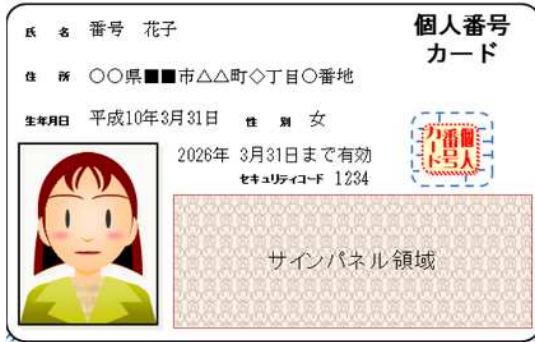 氏 名 番号 花子
個人番号
カード
住 所 〇〇県■■市△△町◇丁目〇番地
生年月日 平成10年3月31日 性 別 女
2026年 3月31日まで有効
セキュリティコード 1234
個人
番号
カード
サインパネル領域